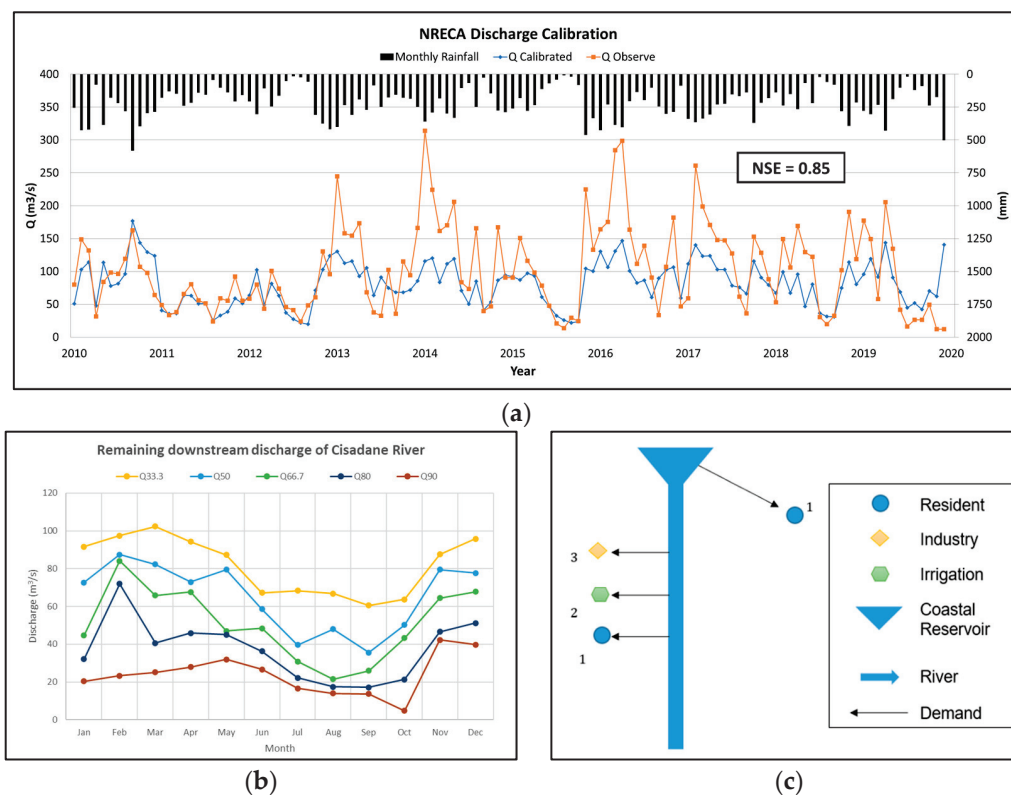 NRECA Discharge Calibration
Monthly Rainfall Q Calibrated Q Observe
400
350
300
250
200
150
100
50
0
Q (m3/s)
0
250
500
750
1000
1250
1500
1750
2000
(mm)
NSE = 0.85
2010 2011 2012 2013 2014 2015 2016 2017 2018 2019 2020
Year
(a)
Remaining downstream discharge of Cisadane River
Q33.3 Q50 Q66.7 Q80 Q90
120
100
80
60
40
20
0
Discharge (m³/s)
Jan Feb Mar Apr May Jun Jul Aug Sep Oct Nov Dec
Month
(b)
1
3
2
1
Resident
Industry
Irrigation
Coastal
Reservoir
River
Demand
(c)